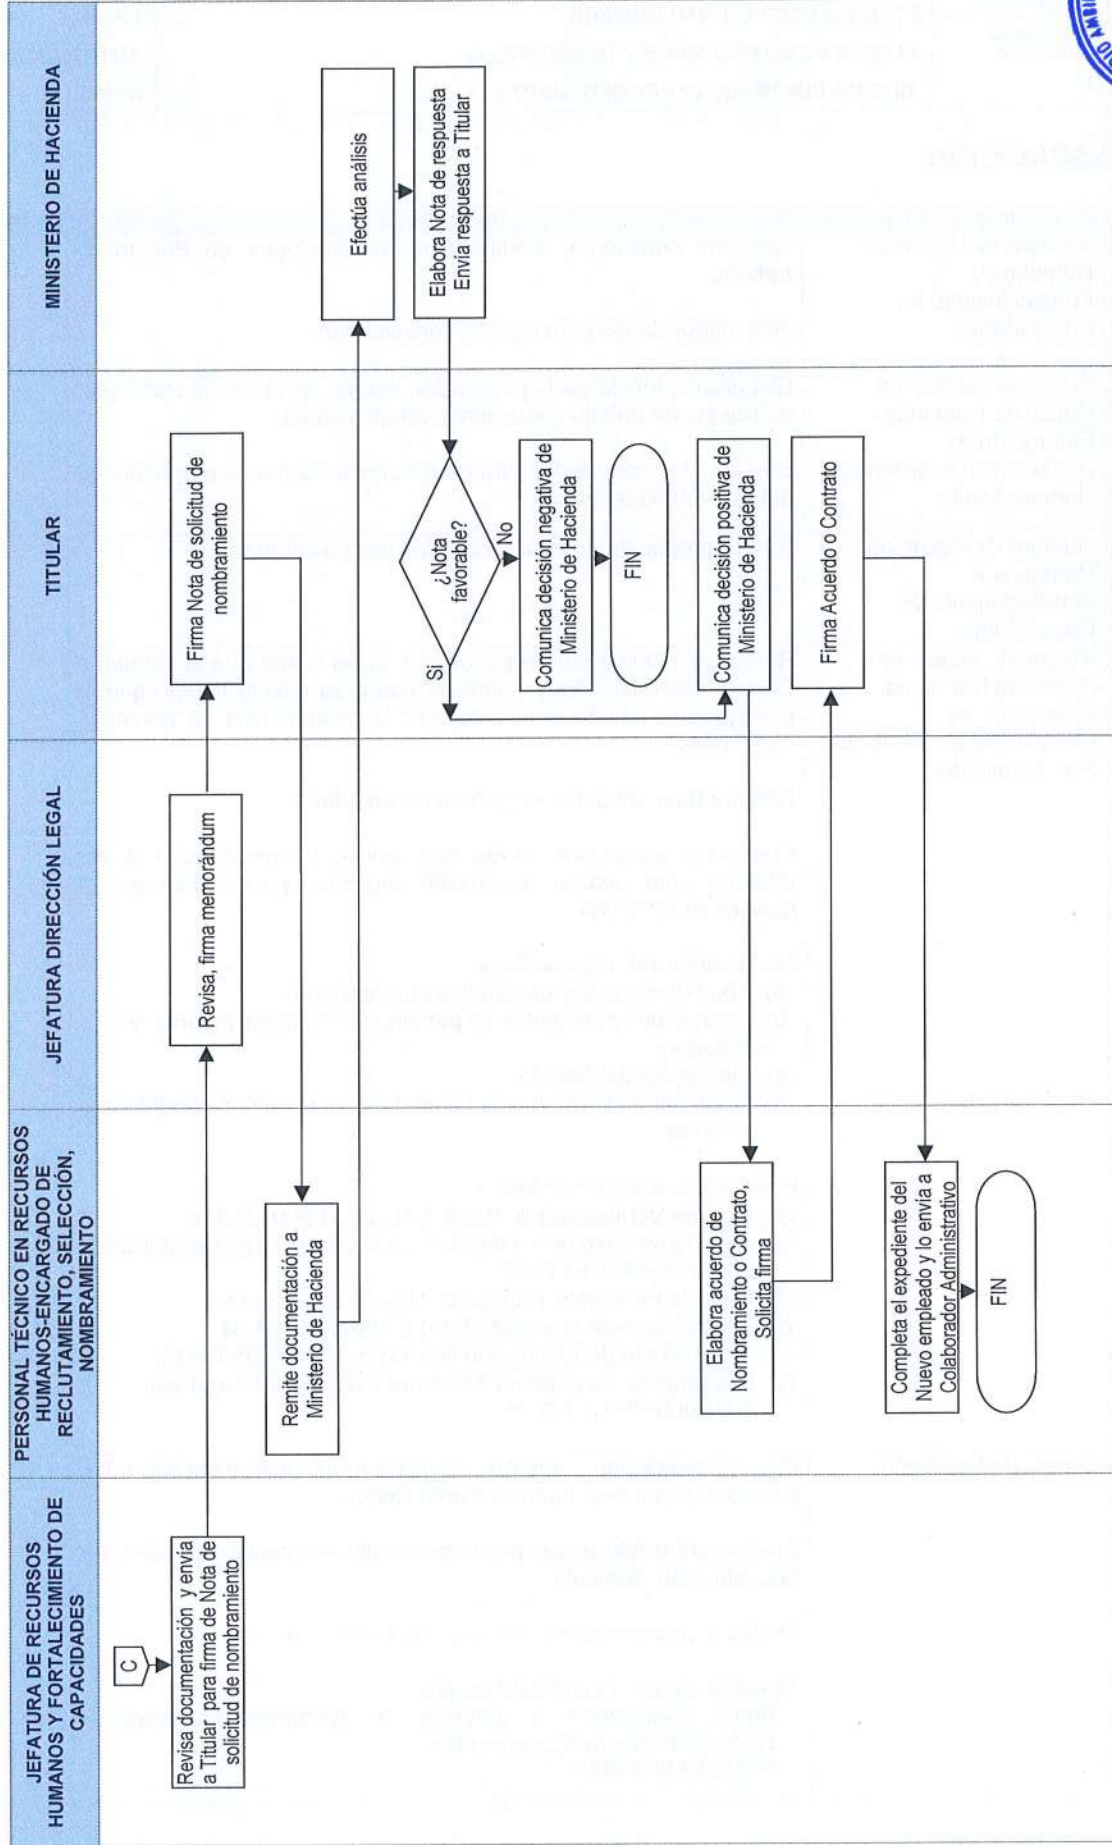 JEFATURA DE RECURSOS
HUMANOS Y FORTALECIMIENTO DE
CAPACIDADES
PERSONAL TÉCNICO EN RECURSOS
HUMANOS-ENCARGADO DE
RECLUTAMIENTO, SELECCIÓN,
NOMBRAMIENTO
JEFATURA DIRECCIÓN LEGAL
TITULAR
MINISTERIO DE HACIENDA
C
Revisa documentación y envía
a Titular para firma de Nota de
solicitud de nombramiento
Revisa, firma memorándum
Firma Nota de solicitud de
nombramiento
Remite documentación a
Ministerio de Hacienda
Efectúa análisis
Elabora Nota de respuesta
Envía respuesta a Titular
¿Nota
favorable?
Si
No
Comunica decisión negativa de
Ministerio de Hacienda
FIN
Comunica decisión positiva de
Ministerio de Hacienda
Elabora acuerdo de
Nombramiento o Contrato,
Solicita firma
Firma Acuerdo o Contrato
Completa el expediente del
Nuevo empleado y lo envía a
Colaborador Administrativo
FIN